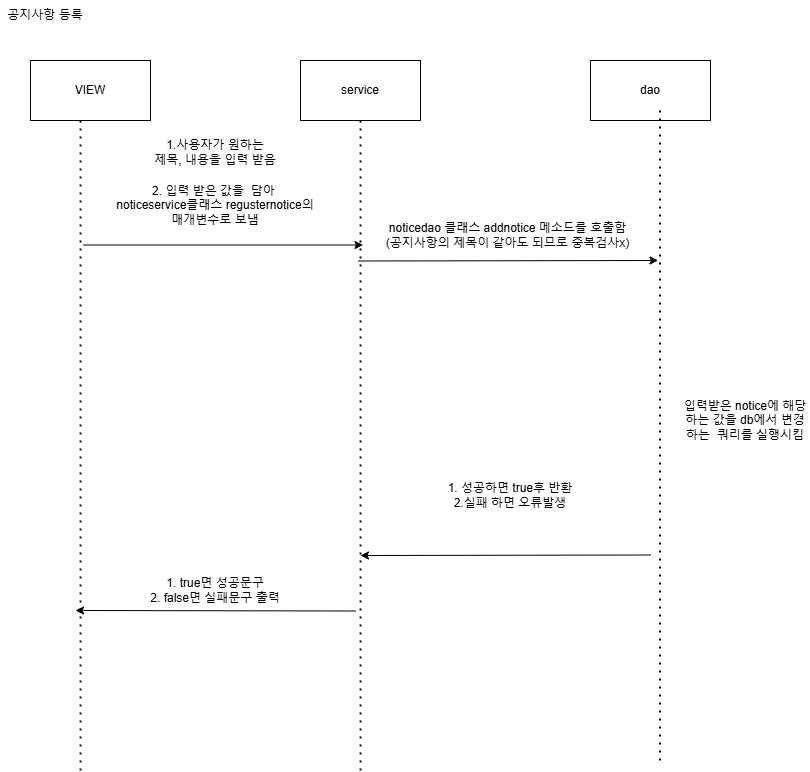 공지사항 등록
VIEW
service
dao
1.사용자가 원하는
제목, 내용을 입력 받음
2. 입력 받은 값을 담아
noticeservice클래스 regusternotice의
매개변수로 보냄
noticedao 클래스 addnotice 메소드를 호출함
(공지사항의 제목이 같아도 되므로 중복검사x)
입력받은 notice에 해당
하는 값을 db에서 변경
하는 쿼리를 실행시킴
1. 성공하면 true후 반환
2.실패 하면 오류발생
1. true면 성공문구
2. false면 실패문구 출력